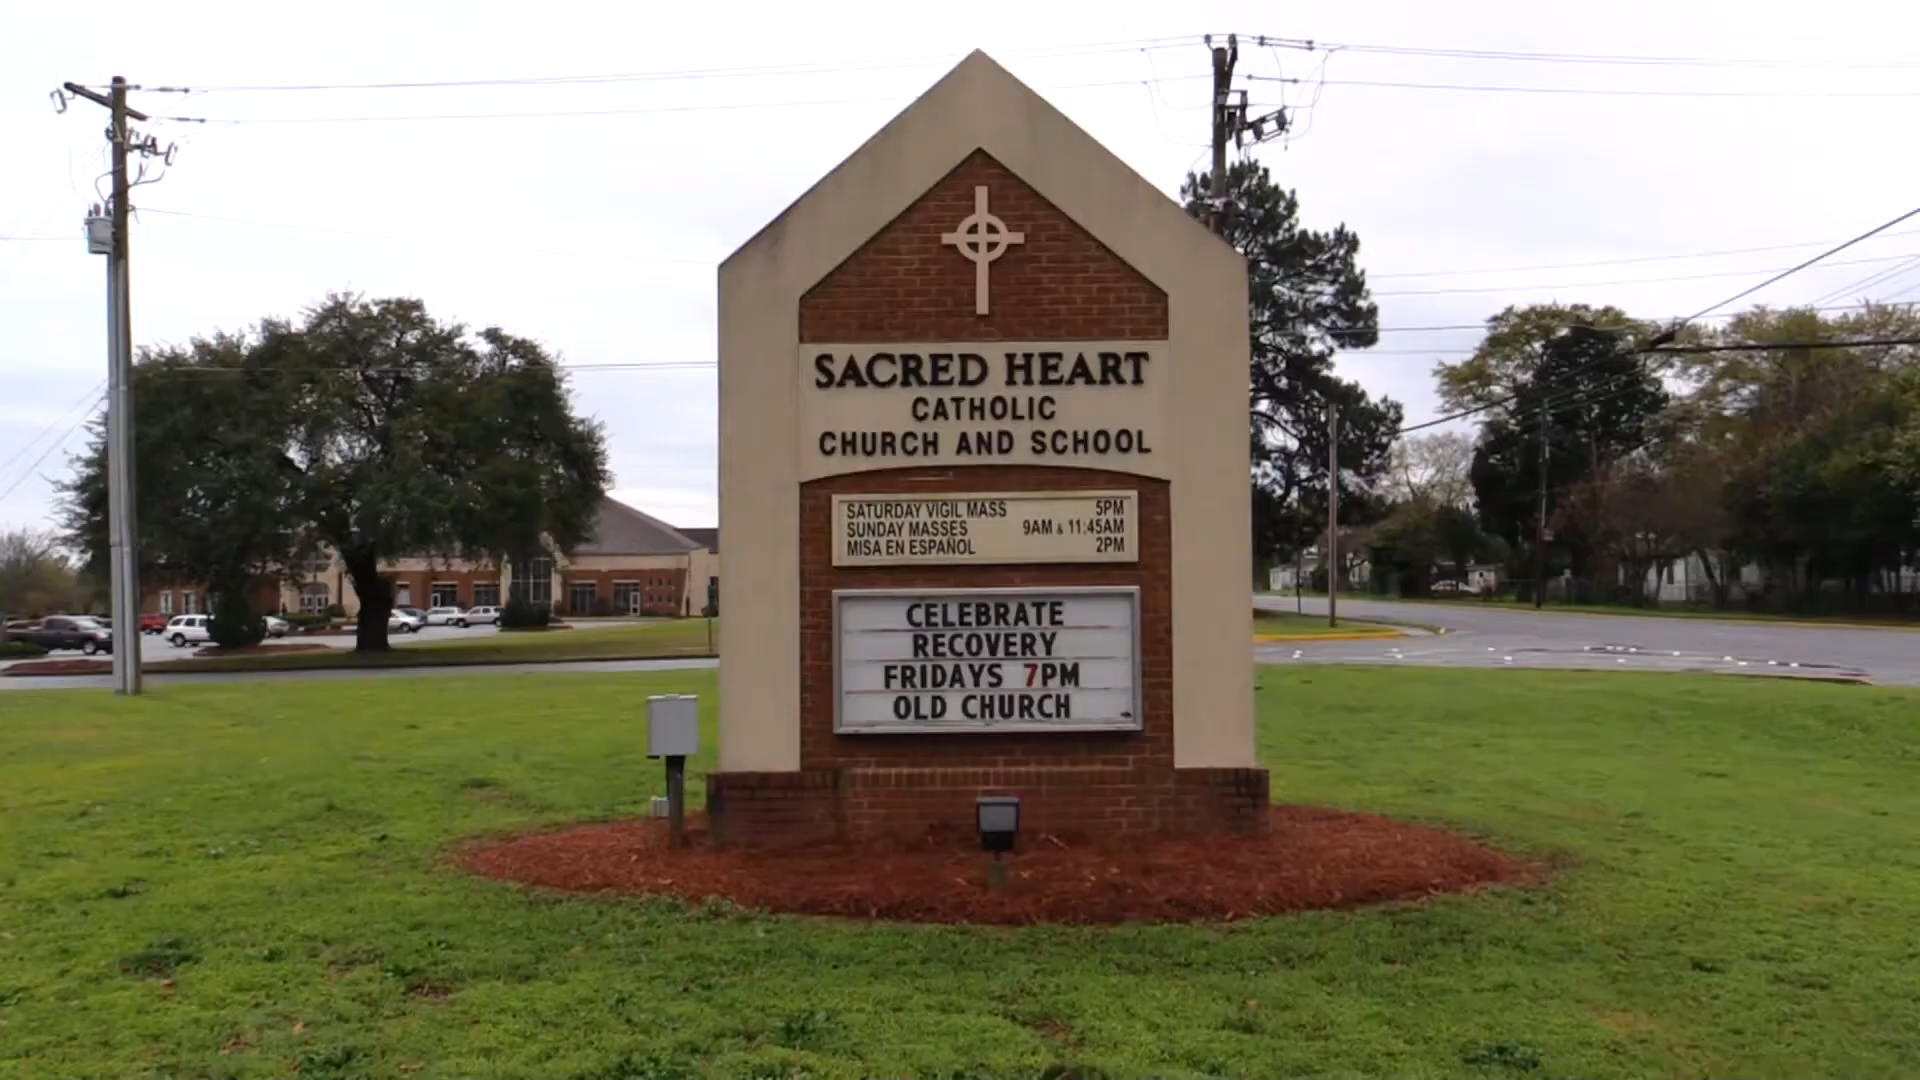 SACRED HEART
CATHOLIC
CHURCH AND SCHOOL
SATURDAY VIGIL MASS 5PM
SUNDAY MASSES 9AM & 11:45AM
MISA EN ESPAÑOL 2PM
CELEBRATE
RECOVERY
FRIDAYS 7PM
OLD CHURCH